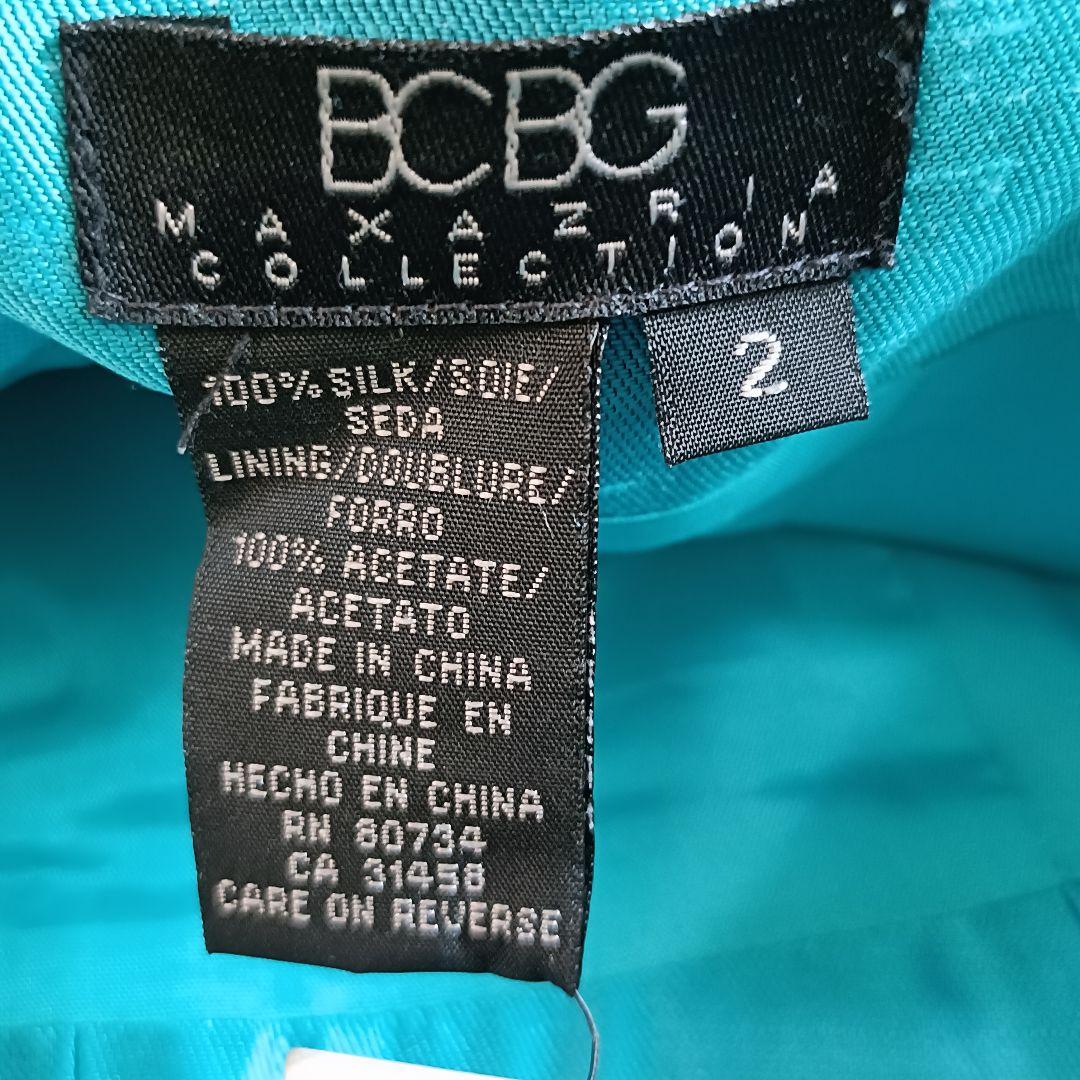 BCBG
MAXAZRIA
COLLECTION
2
100% SILK/SOIE/
SEDA
LINING/DOUBLURE/
FORRO
100% ACETATE/
ACETATO
MADE IN CHINA
FABRIQUE EN
CHINE
HECHO EN CHINA
RN 80734
CA 31458
CARE ON REVERSE